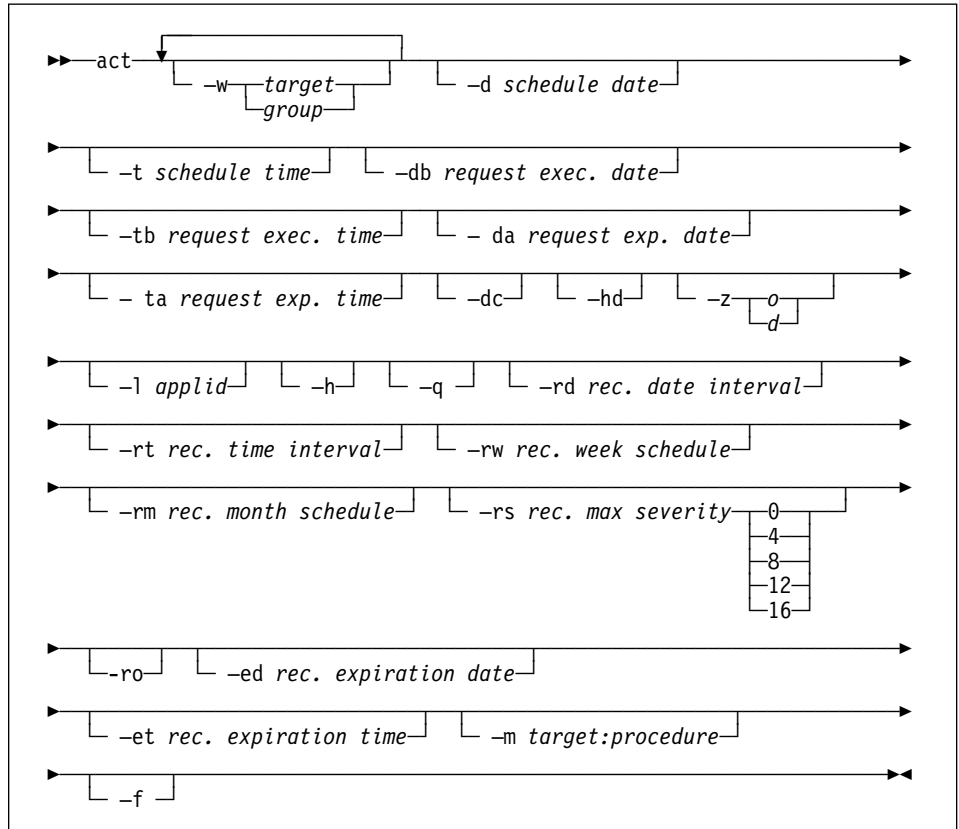 act
–w target –d schedule date
group
–t schedule time –db request exec. date
–tb request exec. time – da request exp. date
– ta request exp. time –dc –hd –z o
d
–l applid –h –q –rd rec. date interval
–rt rec. time interval –rw rec. week schedule
–rm rec. month schedule –rs rec. max severity 0
4
8
12
16
-ro –ed rec. expiration date
–et rec. expiration time –m target:procedure
–f